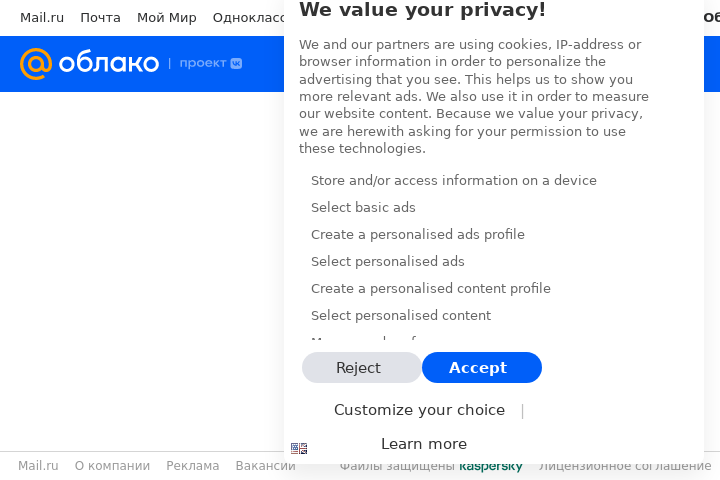 Mail.ru Почта Мой Мир
We value your privacy!
облако | проект
We and our partners are using cookies, IP-address or
browser information in order to personalize the
advertising that you see. This helps us to show you
more relevant ads. We also use it in order to measure
our website content. Because we value your privacy,
we are herewith asking for your permission to use
these technologies.
Store and/or access information on a device
Select basic ads
Create a personalised ads profile
Select personalised ads
Create a personalised content profile
Select personalised content
Reject Accept
Customize your choice |
Learn more
Mail.ru О компании Реклама Вакансии Файлы защищены kaspersky Лицензионное соглашение